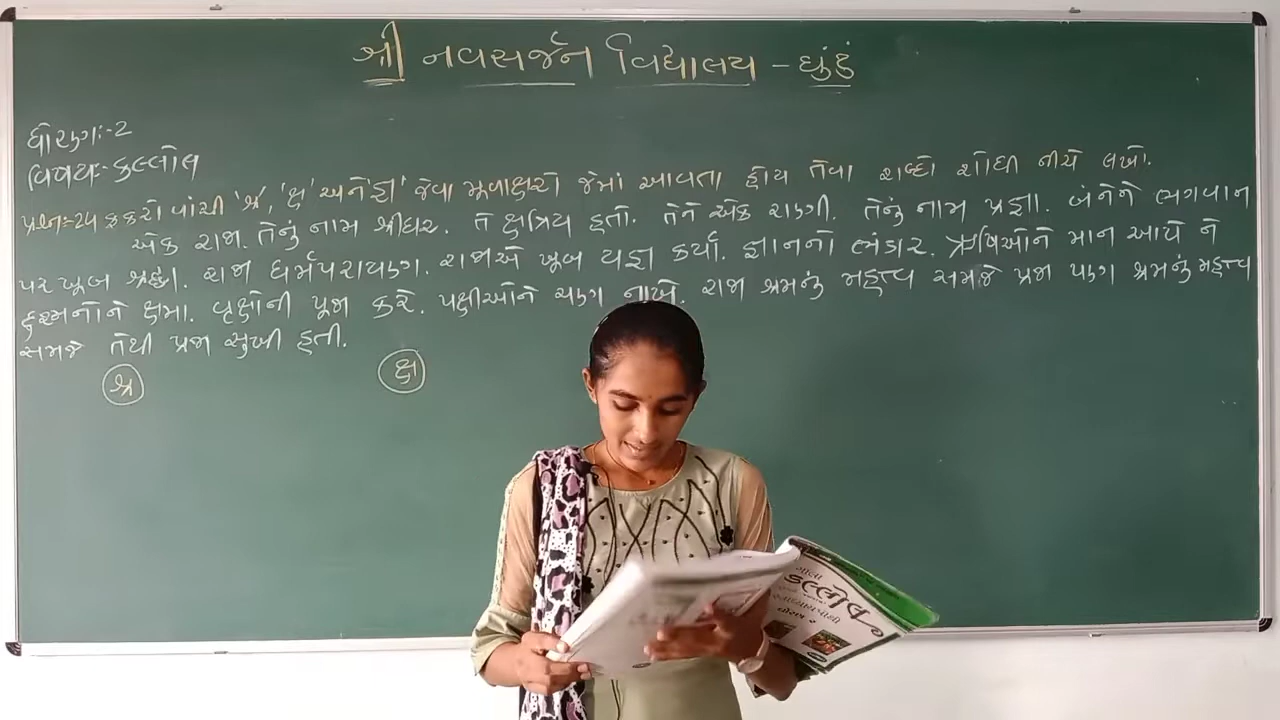 શ્રી નવસર્જન વિદ્યાલય - ઘુંટું
ધોરણ:-2
વિષય:-કલ્લોલ
પ્રશ્ન:-24 ફકરો વાંચી 'શ્ર', 'ક્ષ' અને 'જ્ઞ' જેવા મૂળાક્ષરો જેમાં આવતા હોય તેવા શબ્દો શોધી નીચે લખો.
એક રાજા. તેનું નામ શ્રીધર. તે ક્ષત્રિય હતો. તેને એક રાણી. તેનું નામ પ્રજ્ઞા. બંનેને ભગવાન
પર ખૂબ શ્રદ્ધા. રાજા ધર્મપરાયણ. રાજાએ ખૂબ યજ્ઞ કર્યા. જ્ઞાનનો ભંડાર. ઋષિઓને માન આપે ને
દુશ્મનોને ક્ષમા. વૃક્ષોની પૂજા કરે. પક્ષીઓને ચણ નાખે. રાજા શ્રમનું મહત્વ સમજે પ્રજા પણ શ્રમનું મહત્વ
સમજે તેથી પ્રજા સુખી હતી.
શ્ર ક્ષ
કલ્લોલ
ધોરણ ૨